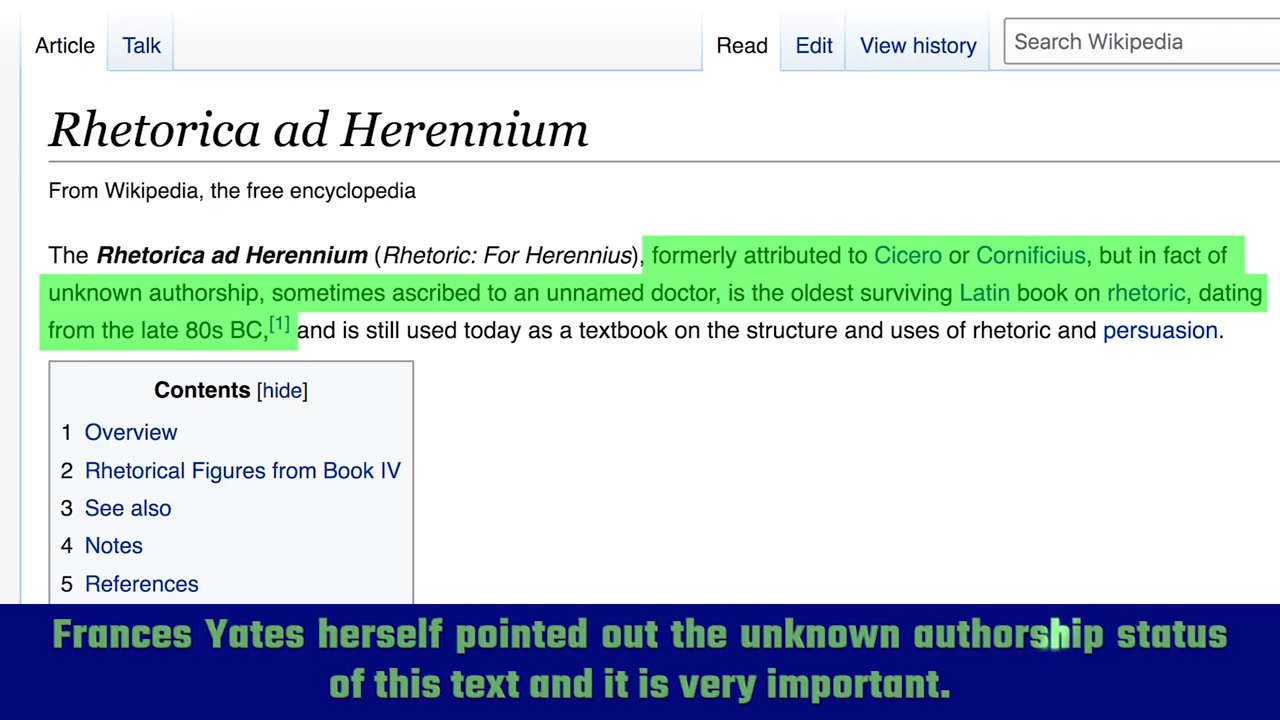 Article Talk Read Edit View history Search Wikipedia
Rhetorica ad Herennium
From Wikipedia, the free encyclopedia
The Rhetorica ad Herennium (Rhetoric: For Herennius), formerly attributed to Cicero or Cornificius, but in fact of
unknown authorship, sometimes ascribed to an unnamed doctor, is the oldest surviving Latin book on rhetoric, dating
from the late 80s BC,[1] and is still used today as a textbook on the structure and uses of rhetoric and persuasion.
Contents [hide]
1 Overview
2 Rhetorical Figures from Book IV
3 See also
4 Notes
5 References
Frances Yates herself pointed out the unknown authorship status
of this text and it is very important.